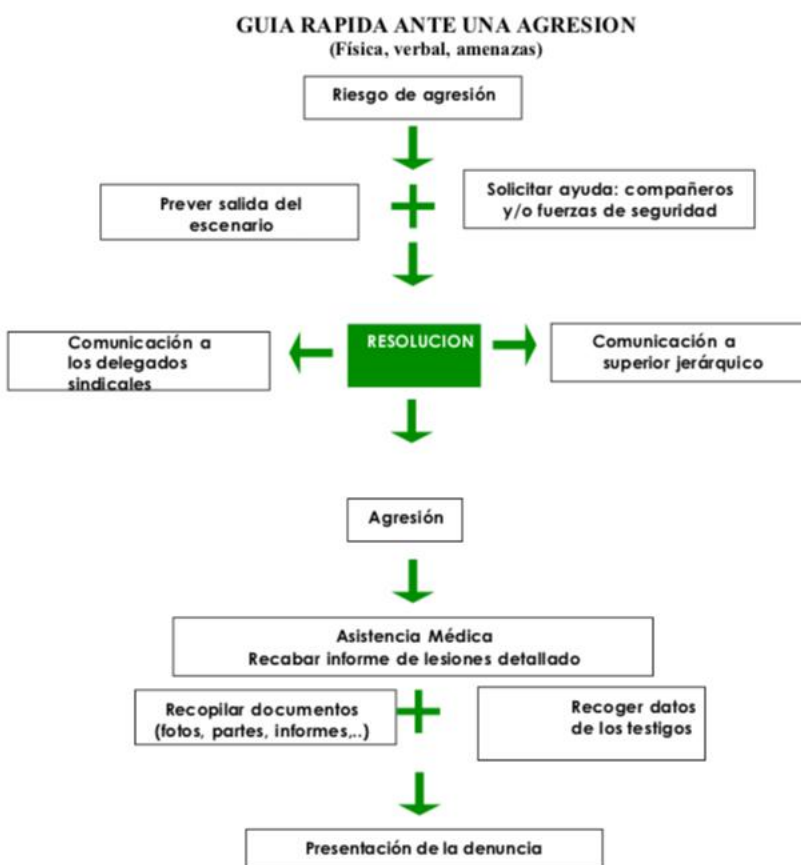 GUIA RAPIDA ANTE UNA AGRESION
(Física, verbal, amenazas)
Riesgo de agresión
Prever salida del
escenario
Solicitar ayuda: compañeros
y/o fuerzas de seguridad
Comunicación a
los delegados
sindicales
RESOLUCION
Comunicación a
superior jerárquico
Agresión
Asistencia Médica
Recabar informe de lesiones detallado
Recopilar documentos
(fotos, partes, informes,..)
Recoger datos
de los testigos
Presentación de la denuncia